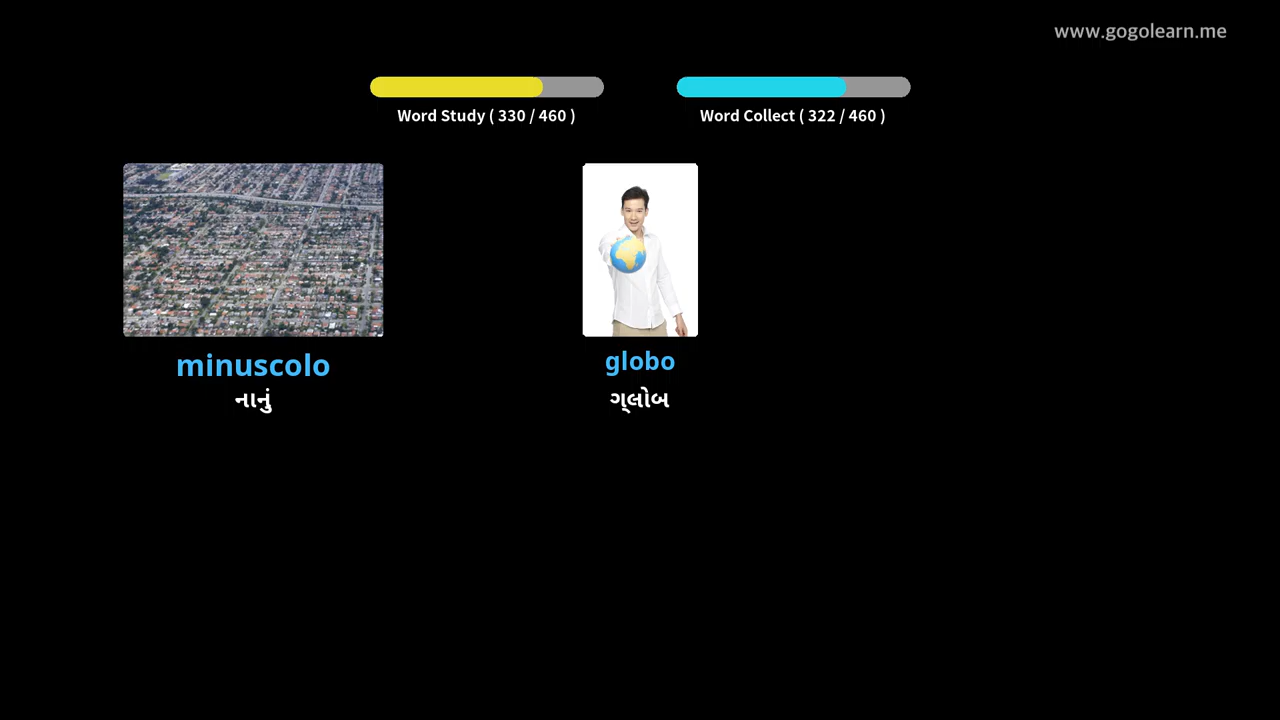 www.gogolearn.me
Word Study ( 330 / 460 )
Word Collect ( 322 / 460 )
minuscolo
નાનું
globo
ગ્લોબ